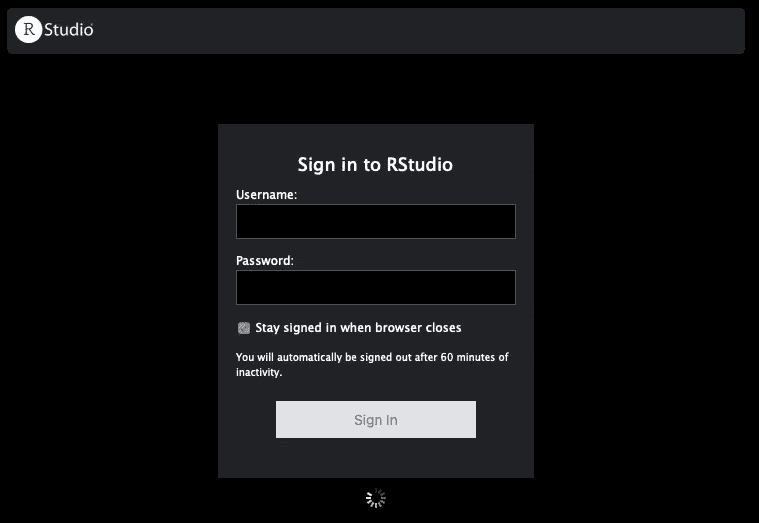 R Studio
Sign in to RStudio
Username:
Password:
Stay signed in when browser closes
You will automatically be signed out after 60 minutes of
inactivity.
Sign In